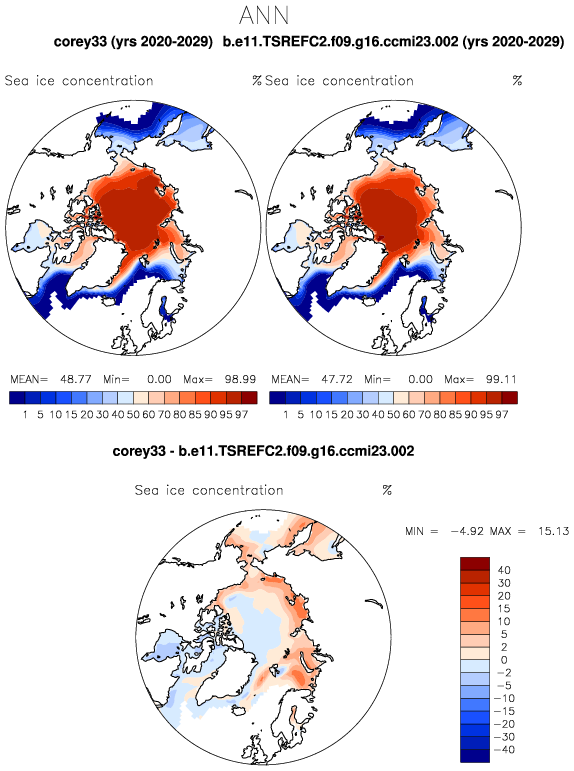 ANN
corey33 (yrs 2020-2029) b.e11.TSREFC2.f09.g16.ccmi23.002 (yrs 2020-2029)
Sea ice concentration % Sea ice concentration %
MEAN= 48.77 Min= 0.00 Max= 98.99 MEAN= 47.72 Min= 0.00 Max= 99.11
1 5 10 15 20 30 40 50 60 70 80 85 90 95 97 1 5 10 15 20 30 40 50 60 70 80 85 90 95 97
corey33 - b.e11.TSREFC2.f09.g16.ccmi23.002
Sea ice concentration %
MIN = -4.92 MAX = 15.13
40
30
20
15
10
5
2
0
-2
-5
-10
-15
-20
-30
-40